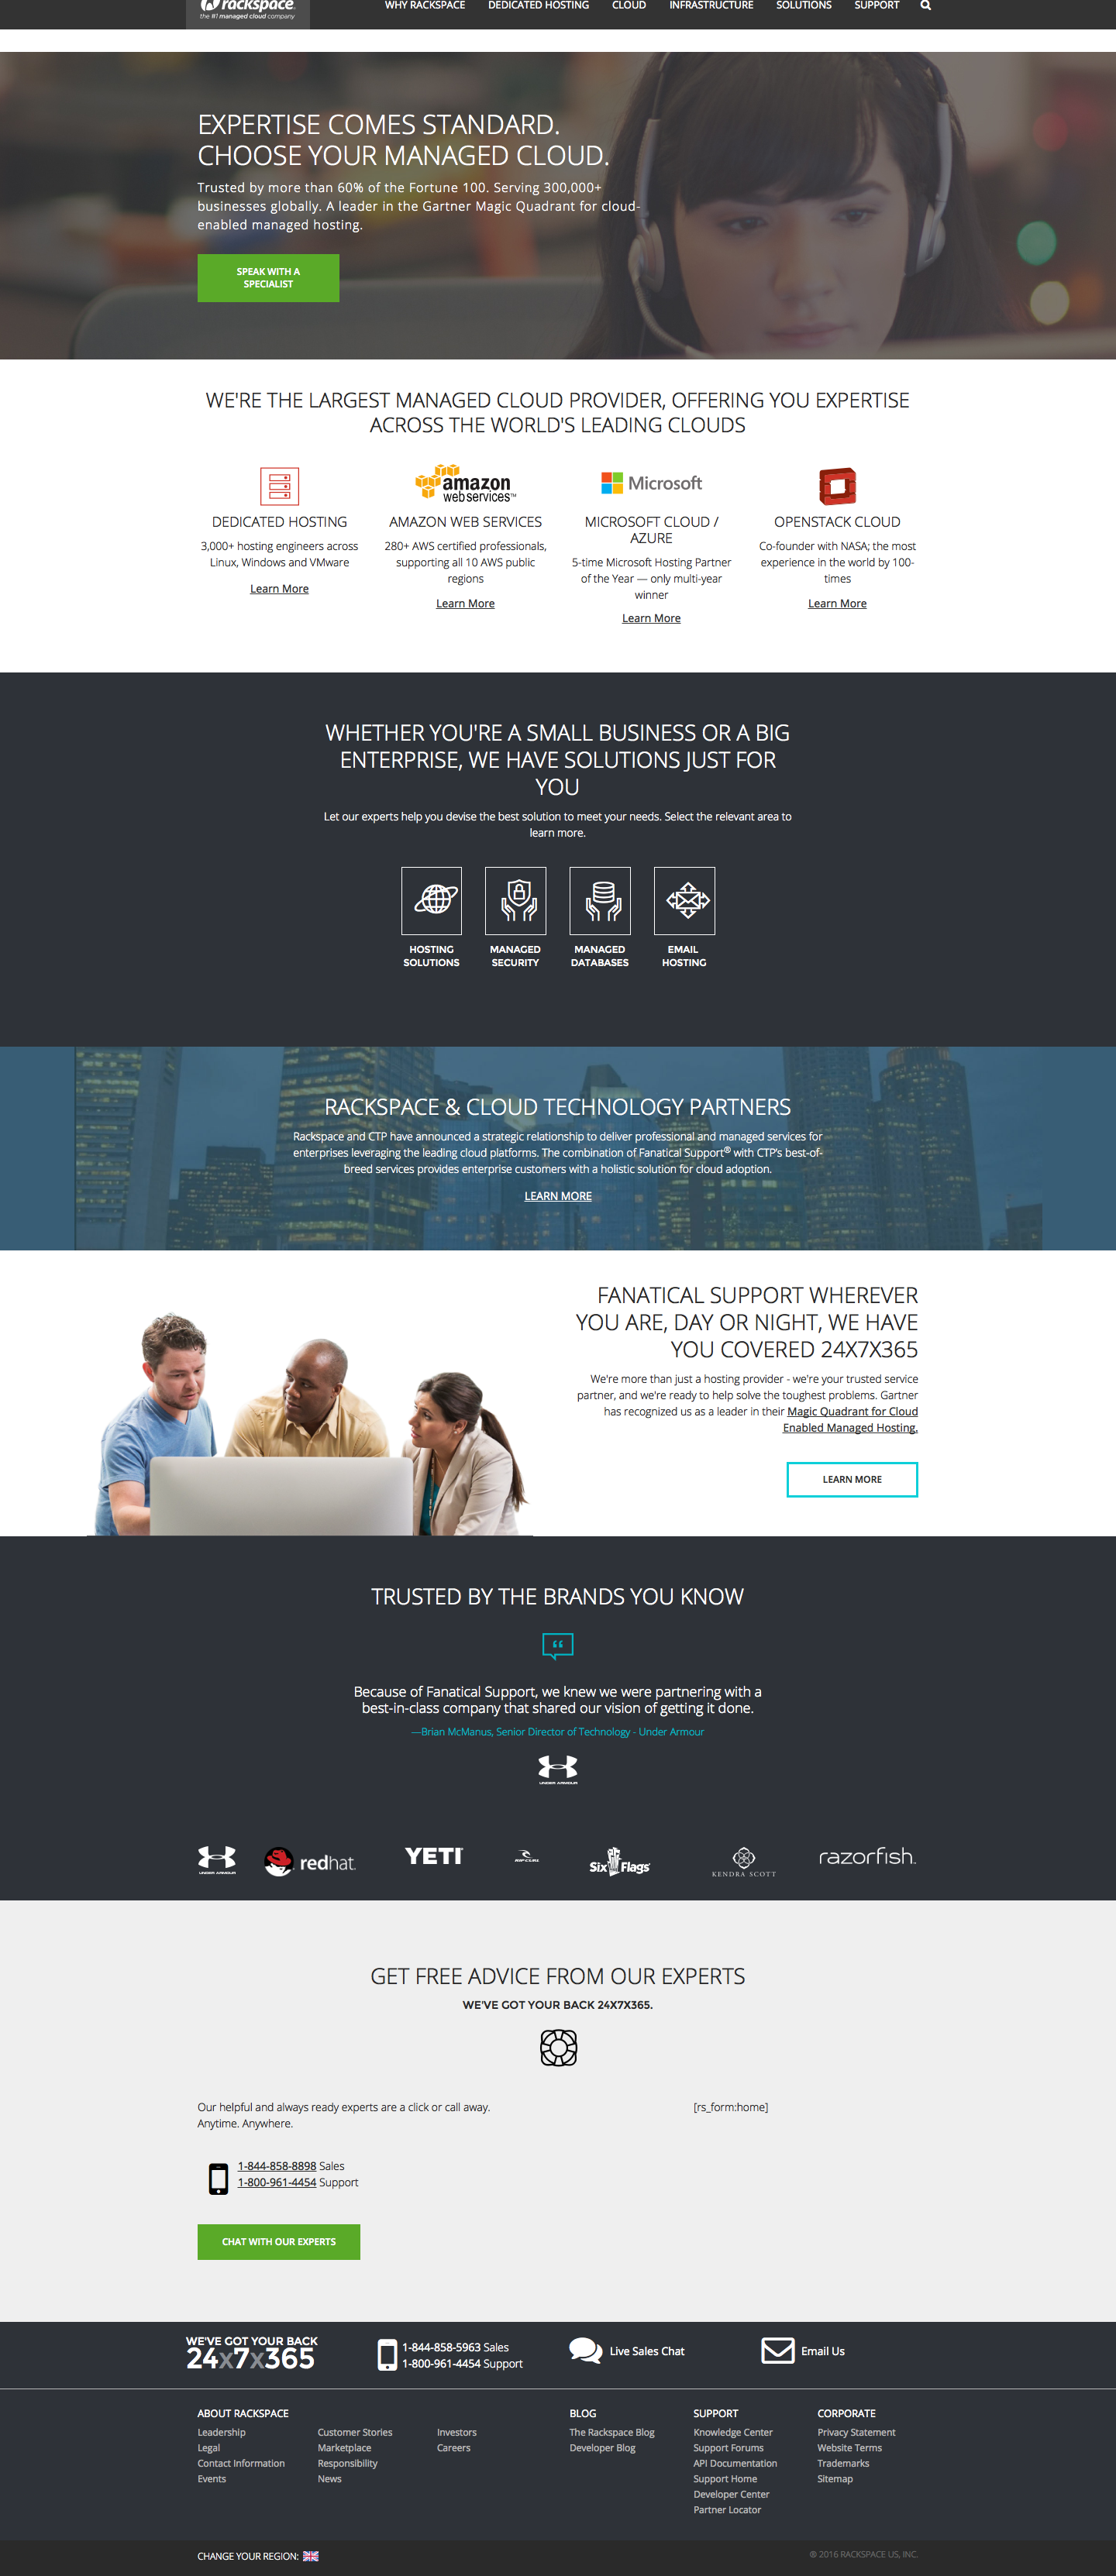 rackspace.
the #1 managed cloud company
WHY RACKSPACE
DEDICATED HOSTING
CLOUD
INFRASTRUCTURE
SOLUTIONS
SUPPORT
EXPERTISE COMES STANDARD.
CHOOSE YOUR MANAGED CLOUD.
Trusted by more than 60% of the Fortune 100. Serving 300,000+
businesses globally. A leader in the Gartner Magic Quadrant for cloud-
enabled managed hosting.
SPEAK WITH A
SPECIALIST
WE'RE THE LARGEST MANAGED CLOUD PROVIDER, OFFERING YOU EXPERTISE
ACROSS THE WORLD'S LEADING CLOUDS
DEDICATED HOSTING
3,000+ hosting engineers across
Linux, Windows and VMware
Learn More
amazon
web services™
AMAZON WEB SERVICES
280+ AWS certified professionals,
supporting all 10 AWS public
regions
Learn More
Microsoft
MICROSOFT CLOUD /
AZURE
5-time Microsoft Hosting Partner
of the Year — only multi-year
winner
Learn More
OPENSTACK CLOUD
Co-founder with NASA; the most
experience in the world by 100-
times
Learn More
WHETHER YOU'RE A SMALL BUSINESS OR A BIG
ENTERPRISE, WE HAVE SOLUTIONS JUST FOR
YOU
Let our experts help you devise the best solution to meet your needs. Select the relevant area to
learn more.
HOSTING
SOLUTIONS
MANAGED
SECURITY
MANAGED
DATABASES
EMAIL
HOSTING
RACKSPACE & CLOUD TECHNOLOGY PARTNERS
Rackspace and CTP have announced a strategic relationship to deliver professional and managed services for
enterprises leveraging the leading cloud platforms. The combination of Fanatical Support® with CTP's best-of-
breed services provides enterprise customers with a holistic solution for cloud adoption.
LEARN MORE
FANATICAL SUPPORT WHEREVER
YOU ARE, DAY OR NIGHT, WE HAVE
YOU COVERED 24X7X365
We're more than just a hosting provider - we're your trusted service
partner, and we're ready to help solve the toughest problems. Gartner
has recognized us as a leader in their Magic Quadrant for Cloud
Enabled Managed Hosting.
LEARN MORE
TRUSTED BY THE BRANDS YOU KNOW
Because of Fanatical Support, we knew we were partnering with a
best-in-class company that shared our vision of getting it done.
—Brian McManus, Senior Director of Technology - Under Armour
UNDER ARMOUR
UNDER ARMOUR
redhat.
YETI
RIP CURL
Six Flags
KENDRA SCOTT
razorfish.
GET FREE ADVICE FROM OUR EXPERTS
WE'VE GOT YOUR BACK 24X7X365.
Our helpful and always ready experts are a click or call away.
Anytime. Anywhere.
[rs_form:home]
1-844-858-8898 Sales
1-800-961-4454 Support
CHAT WITH OUR EXPERTS
WE'VE GOT YOUR BACK
24x7x365
1-844-858-5963 Sales
1-800-961-4454 Support
Live Sales Chat
Email Us
ABOUT RACKSPACE
Leadership
Legal
Contact Information
Events
Customer Stories
Marketplace
Responsibility
News
Investors
Careers
BLOG
The Rackspace Blog
Developer Blog
SUPPORT
Knowledge Center
Support Forums
API Documentation
Support Home
Developer Center
Partner Locator
CORPORATE
Privacy Statement
Website Terms
Trademarks
Sitemap
CHANGE YOUR REGION:
® 2016 RACKSPACE US, INC.